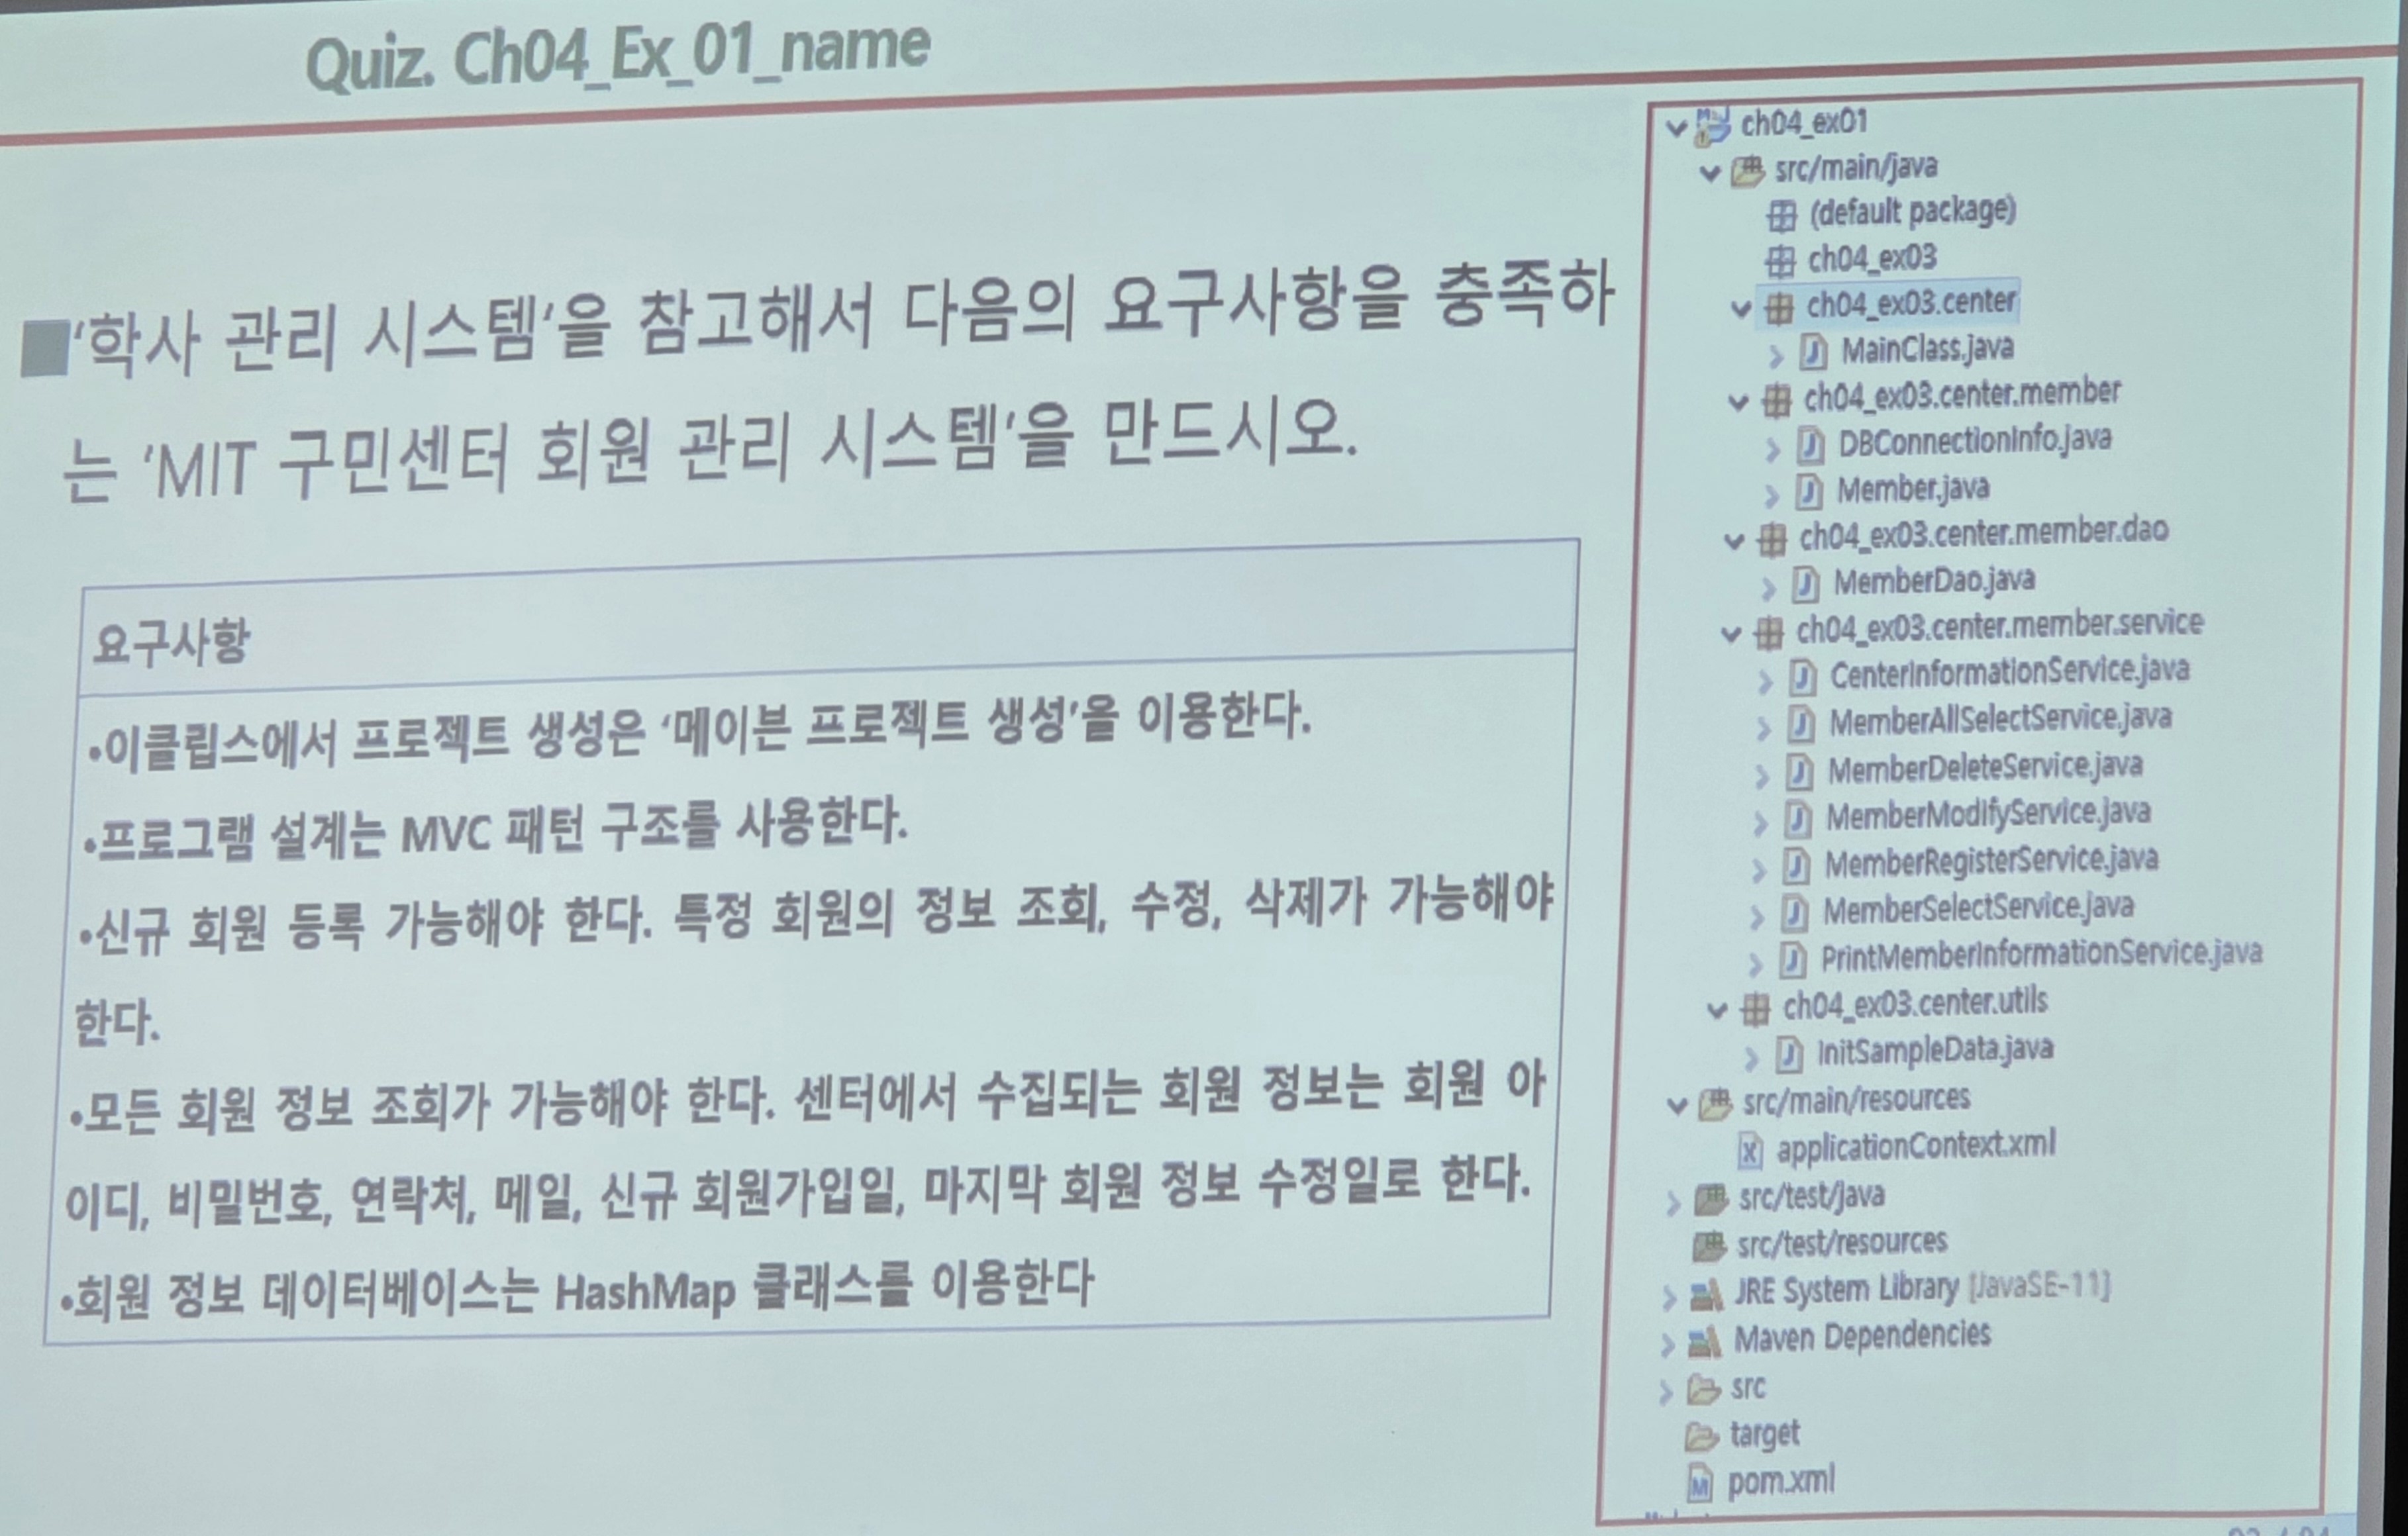 Quiz. Ch04_Ex_01_name
'학사 관리 시스템'을 참고해서 다음의 요구사항을 충족하
는 'MIT 구민센터 회원 관리 시스템'을 만드시오.
요구사항
•이클립스에서 프로젝트 생성은 '메이븐 프로젝트 생성'을 이용한다.
•프로그램 설계는 MVC 패턴 구조를 사용한다.
•신규 회원 등록 가능해야 한다. 특정 회원의 정보 조회, 수정, 삭제가 가능해야
한다.
•모든 회원 정보 조회가 가능해야 한다. 센터에서 수집되는 회원 정보는 회원 아
이디, 비밀번호, 연락처, 메일, 신규 회원가입일, 마지막 회원 정보 수정일로 한다.
•회원 정보 데이터베이스는 HashMap 클래스를 이용한다
ch04_ex01
src/main/java
(default package)
ch04_ex03
ch04_ex03.center
MainClass.java
ch04_ex03.center.member
DBConnectionInfo.java
Member.java
ch04_ex03.center.member.dao
MemberDao.java
ch04_ex03.center.member.service
CenterInformationService.java
MemberAllSelectService.java
MemberDeleteService.java
MemberModifyService.java
MemberRegisterService.java
MemberSelectService.java
PrintMemberInformationService.java
ch04_ex03.center.utils
InitSampleData.java
src/main/resources
applicationContext.xml
src/test/java
src/test/resources
JRE System Library [JavaSE-11]
Maven Dependencies
src
target
pom.xml